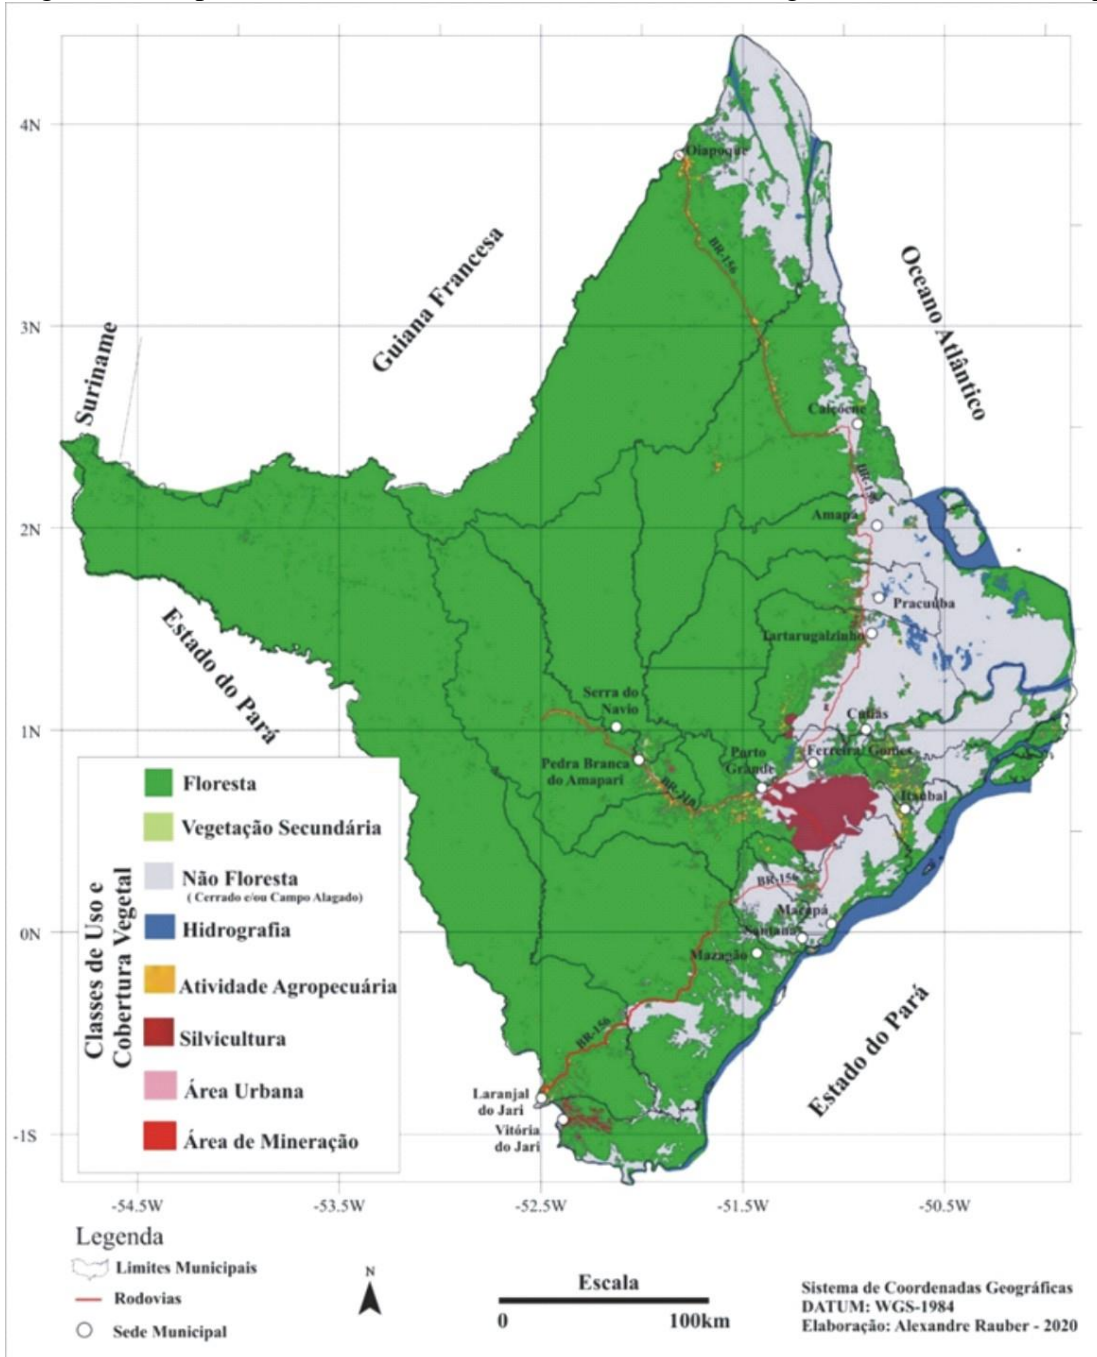 4N
3N
2N
1N
0N
-1S
Oiapoque
BR-156
Guiana Francesa
Suriname
Oceano Atlântico
Calçoene
BR-156
Amapá
Pracuúba
Tartarugalzinho
Estado do Pará
Serra do
Navio
Cutias
Pedra Branca
do Amapari
Porto
Grande
Ferreira Gomes
Itaubal
BR-156
Macapá
Santana
Mazagão
BR-156
Estado do Pará
Laranjal
do Jari
Vitória
do Jari
Classes de Uso e
Cobertura Vegetal
Floresta
Vegetação Secundária
Não Floresta
( Cerrado e/ou Campo Alagado)
Hidrografia
Atividade Agropecuária
Silvicultura
Área Urbana
Área de Mineração
-54.5W
-53.5W
-52.5W
-51.5W
-50.5W
Legenda
Limites Municipais
Rodovias
Sede Municipal
N
Escala
0
100km
Sistema de Coordenadas Geográficas
DATUM: WGS-1984
Elaboração: Alexandre Rauber - 2020